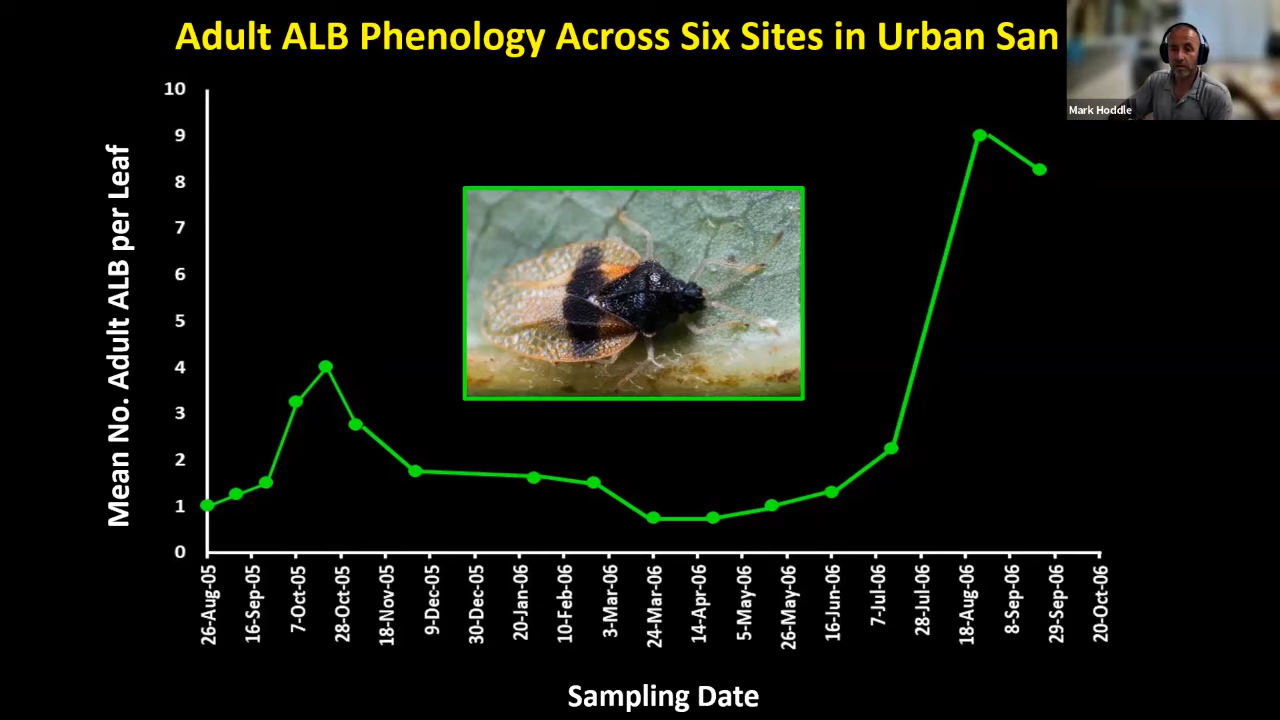 Adult ALB Phenology Across Six Sites in Urban San
Mark Hoddle
Mean No. Adult ALB per Leaf
10
9
8
7
6
5
4
3
2
1
0
26-Aug-05
16-Sep-05
7-Oct-05
28-Oct-05
18-Nov-05
9-Dec-05
30-Dec-05
20-Jan-06
10-Feb-06
3-Mar-06
24-Mar-06
14-Apr-06
5-May-06
26-May-06
16-Jun-06
7-Jul-06
28-Jul-06
18-Aug-06
8-Sep-06
29-Sep-06
20-Oct-06
Sampling Date